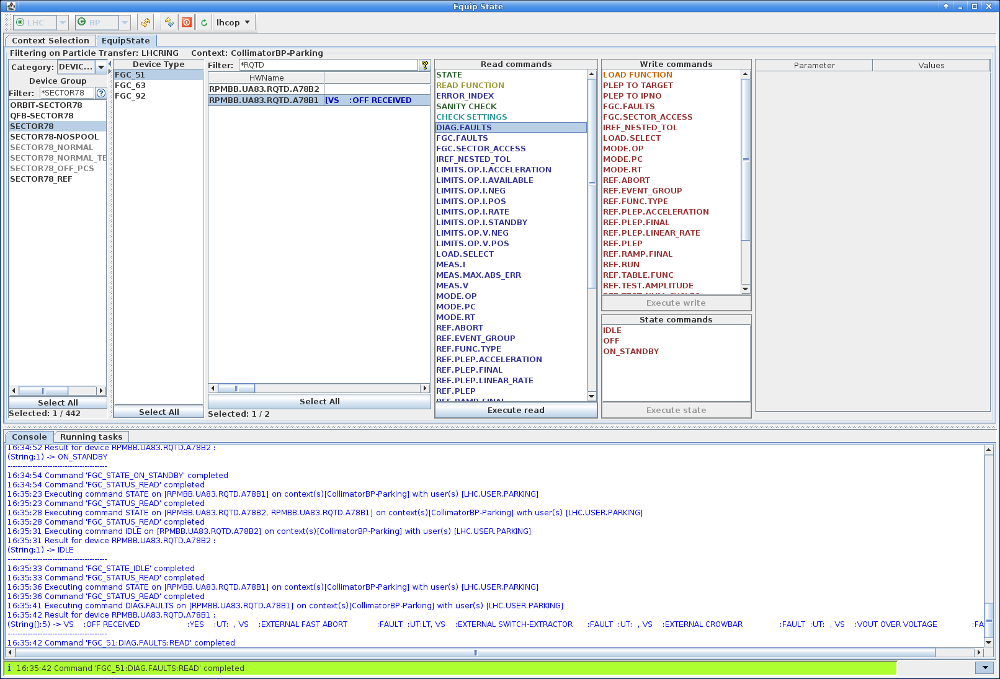 Equip State
LHC BP lhcop
Context Selection EquipState
Filtering on Particle Transfer: LHCRING Context: CollimatorBP-Parking
Category: DEVIC...
Device Group
Filter: *SECTOR78
ORBIT-SECTOR78
QFB-SECTOR78
SECTOR78
SECTOR78-NOSPOOL
SECTOR78_NORMAL
SECTOR78_NORMAL_TE
SECTOR78_OFF_PCS
SECTOR78_REF
Select All
Selected: 1 / 442
Device Type
FGC_51
FGC_63
FGC_92
Select All
Filter: *RQTD
HWName
RPMBB.UA83.RQTD.A78B2
RPMBB.UA83.RQTD.A78B1 [VS :OFF RECEIVED
Select All
Selected: 1 / 2
Read commands
STATE
READ FUNCTION
ERROR_INDEX
SANITY CHECK
CHECK SETTINGS
DIAG.FAULTS
FGC.FAULTS
FGC.SECTOR_ACCESS
IREF_NESTED_TOL
LIMITS.OP.I.ACCELERATION
LIMITS.OP.I.AVAILABLE
LIMITS.OP.I.NEG
LIMITS.OP.I.POS
LIMITS.OP.I.RATE
LIMITS.OP.I.STANDBY
LIMITS.OP.V.NEG
LIMITS.OP.V.POS
LOAD.SELECT
MEAS.I
MEAS.MAX.ABS_ERR
MEAS.V
MODE.OP
MODE.PC
MODE.RT
REF.ABORT
REF.EVENT_GROUP
REF.FUNC.TYPE
REF.PLEP.ACCELERATION
REF.PLEP.FINAL
REF.PLEP.LINEAR_RATE
REF.PLEP
REF.RAMP.FINAL
Execute read
Write commands
LOAD FUNCTION
PLEP TO TARGET
PLEP TO IPNO
FGC.FAULTS
FGC.SECTOR_ACCESS
IREF_NESTED_TOL
LOAD.SELECT
MODE.OP
MODE.PC
MODE.RT
REF.ABORT
REF.EVENT_GROUP
REF.FUNC.TYPE
REF.PLEP.ACCELERATION
REF.PLEP.FINAL
REF.PLEP.LINEAR_RATE
REF.PLEP
REF.RAMP.FINAL
REF.RUN
REF.TABLE.FUNC
REF.TEST.AMPLITUDE
REF.TEST.NUM_CYCLES
Execute write
State commands
IDLE
OFF
ON_STANDBY
Execute state
Parameter Values
Console Running tasks
16:34:52 Result for device RPMBB.UA83.RQTD.A78B2 :
(String:1) -> ON_STANDBY
----------------------------------------
16:34:54 Command 'FGC_STATE_ON_STANDBY' completed
16:34:54 Command 'FGC_STATUS_READ' completed
16:35:23 Executing command STATE on [RPMBB.UA83.RQTD.A78B1] on context(s)[CollimatorBP-Parking] with user(s) [LHC.USER.PARKING]
16:35:23 Command 'FGC_STATUS_READ' completed
16:35:28 Executing command STATE on [RPMBB.UA83.RQTD.A78B2, RPMBB.UA83.RQTD.A78B1] on context(s)[CollimatorBP-Parking] with user(s) [LHC.USER.PARKING]
16:35:28 Command 'FGC_STATUS_READ' completed
16:35:31 Executing command IDLE on [RPMBB.UA83.RQTD.A78B2] on context(s)[CollimatorBP-Parking] with user(s) [LHC.USER.PARKING]
16:35:31 Result for device RPMBB.UA83.RQTD.A78B2 :
(String:1) -> IDLE
----------------------------------------
16:35:33 Command 'FGC_STATE_IDLE' completed
16:35:33 Command 'FGC_STATUS_READ' completed
16:35:36 Executing command STATE on [RPMBB.UA83.RQTD.A78B1] on context(s)[CollimatorBP-Parking] with user(s) [LHC.USER.PARKING]
16:35:36 Command 'FGC_STATUS_READ' completed
16:35:41 Executing command DIAG.FAULTS on [RPMBB.UA83.RQTD.A78B1] on context(s)[CollimatorBP-Parking] with user(s) [LHC.USER.PARKING]
16:35:42 Result for device RPMBB.UA83.RQTD.A78B1 :
(String[]:5) -> VS :OFF RECEIVED :YES :UT: , VS :EXTERNAL FAST ABORT :FAULT :UT:LT, VS :EXTERNAL SWITCH-EXTRACTOR :FAULT :UT: , VS :EXTERNAL CROWBAR :FAULT :UT: , VS :VOUT OVER VOLTAGE :FA
----------------------------------------
16:35:42 Command 'FGC_51:DIAG.FAULTS:READ' completed
16:35:42 Command 'FGC_51:DIAG.FAULTS:READ' completed